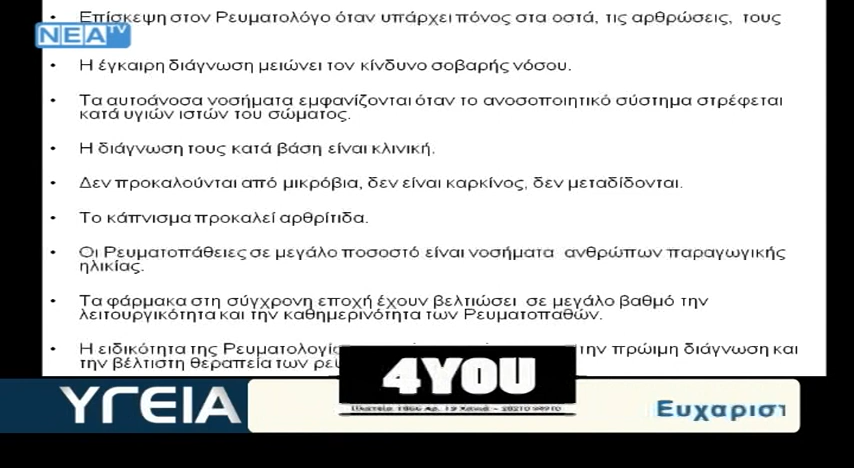 Επίσκεψη στον Ρευματολόγο όταν υπάρχει πόνος στα οστά, τις αρθρώσεις, τους
NEA TV
• Η έγκαιρη διάγνωση μειώνει τον κίνδυνο σοβαρής νόσου.
• Τα αυτοάνοσα νοσήματα εμφανίζονται όταν το ανοσοποιητικό σύστημα στρέφεται
κατά υγιών ιστών του σώματος.
• Η διάγνωση τους κατά βάση είναι κλινική.
• Δεν προκαλούνται από μικρόβια, δεν είναι καρκίνος, δεν μεταδίδονται.
• Το κάπνισμα προκαλεί αρθρίτιδα.
• Οι Ρευματοπάθειες σε μεγάλο ποσοστό είναι νοσήματα ανθρώπων παραγωγικής
ηλικίας.
• Τα φάρμακα στη σύγχρονη εποχή έχουν βελτιώσει σε μεγάλο βαθμό την
λειτουργικότητα και την καθημερινότητα των Ρευματοπαθών.
• Η ειδικότητα της την πρώιμη διάγνωση και
την βέλτιστη θεραπεία των
4YOU
ΥΓΕΙΑ
Ευχαριστ